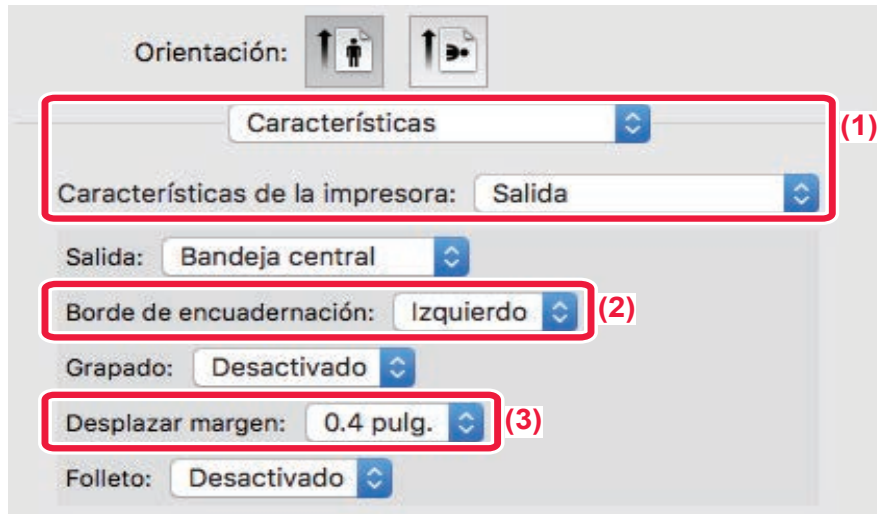 Orientación:
Características
(1)
Características de la impresora: Salida
Salida: Bandeja central
Borde de encuadernación: Izquierdo (2)
Grapado: Desactivado
Desplazar margen: 0.4 pulg. (3)
Folleto: Desactivado